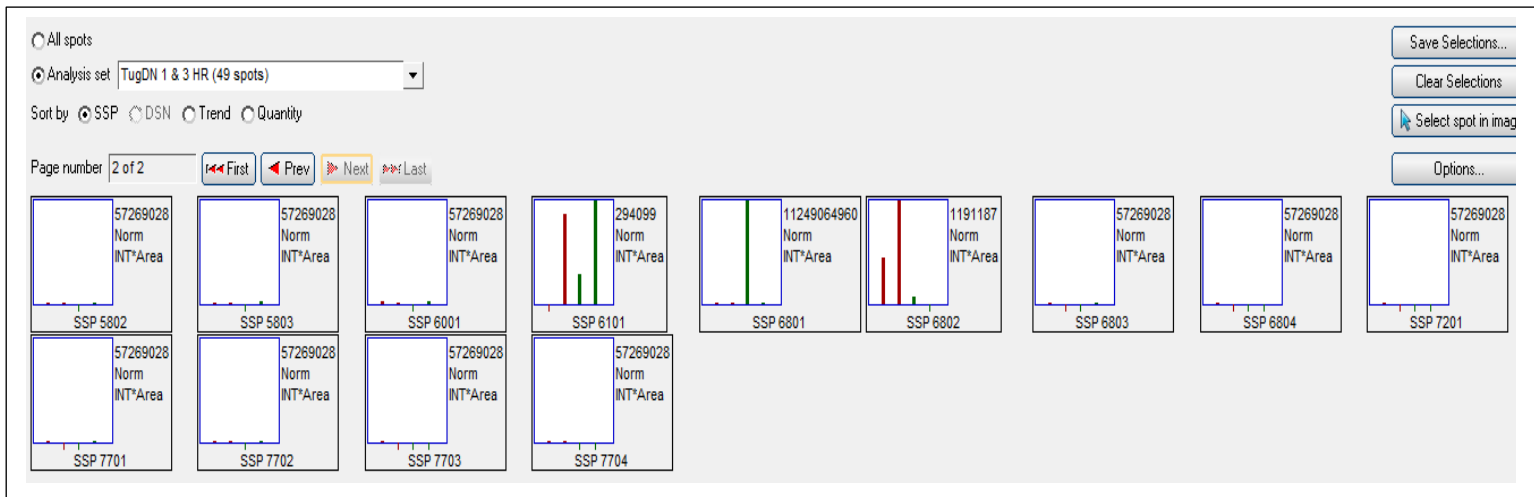 All spots
Save Selections...
Analysis set TugDN 1 & 3 HR (49 spots)
Clear Selections
Sort by SSP DSN Trend Quantity
Select spot in imag
Page number 2 of 2 First Prev Next Last
Options...
57269028 57269028 57269028 294099 11249064960 1191187 57269028 57269028 57269028
Norm Norm Norm Norm Norm Norm Norm Norm Norm
INT*Area INT*Area INT*Area INT*Area INT*Area INT*Area INT*Area INT*Area INT*Area
SSP 5802 SSP 5803 SSP 6001 SSP 6101 SSP 6801 SSP 6802 SSP 6803 SSP 6804 SSP 7201
57269028 57269028 57269028 57269028
Norm Norm Norm Norm
INT*Area INT*Area INT*Area INT*Area
SSP 7701 SSP 7702 SSP 7703 SSP 7704